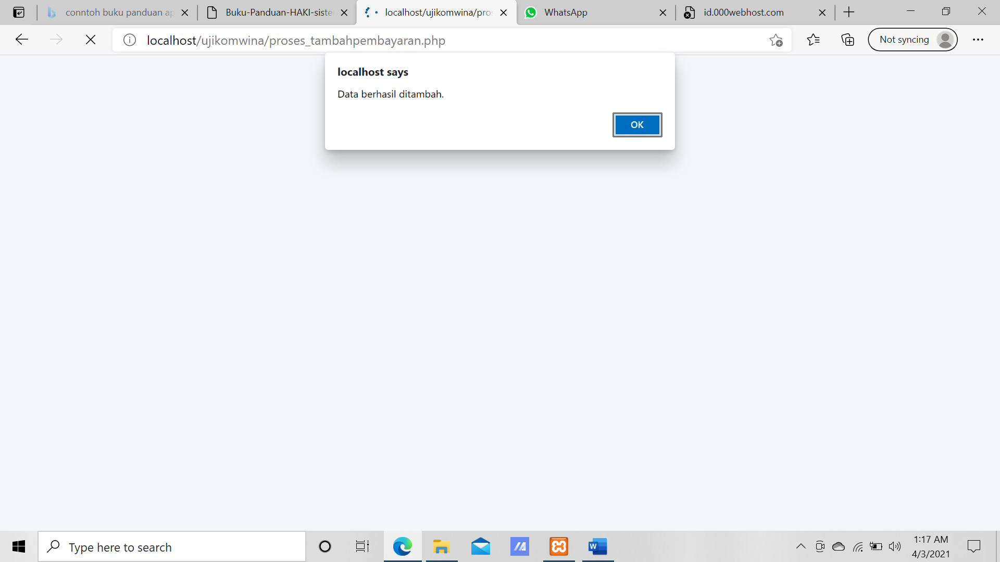 conntoh buku panduan ap
Buku-Panduan-HAKI-siste
localhost/ujikomwina/pro
WhatsApp
id.000webhost.com
localhost/ujikomwina/proses_tambahpembayaran.php
Not syncing
localhost says
Data berhasil ditambah.
OK
Type here to search
1:17 AM
4/3/2021